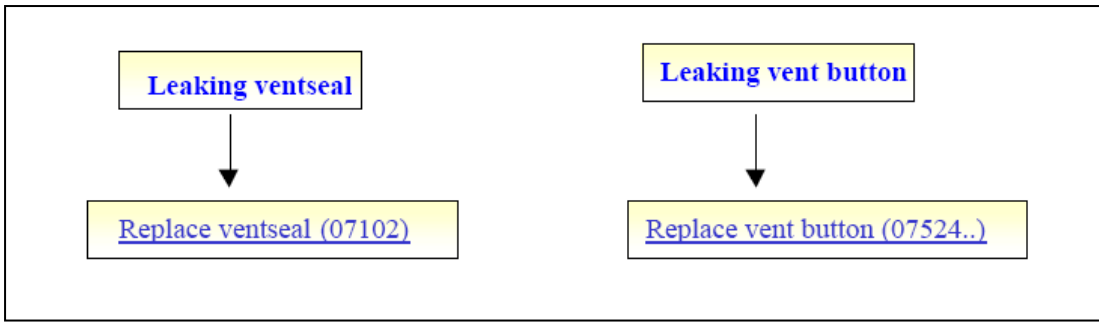 Leaking ventseal
Replace ventseal (07102)
Leaking vent button
Replace vent button (07524..)